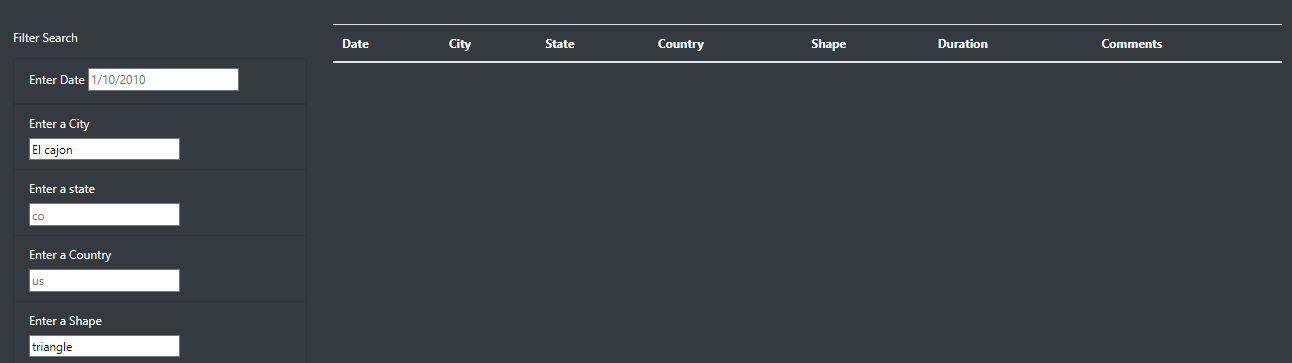 Filter Search
Enter Date 1/10/2010
Enter a City
El cajon
Enter a state
co
Enter a Country
us
Enter a Shape
triangle
Date City State Country Shape Duration Comments